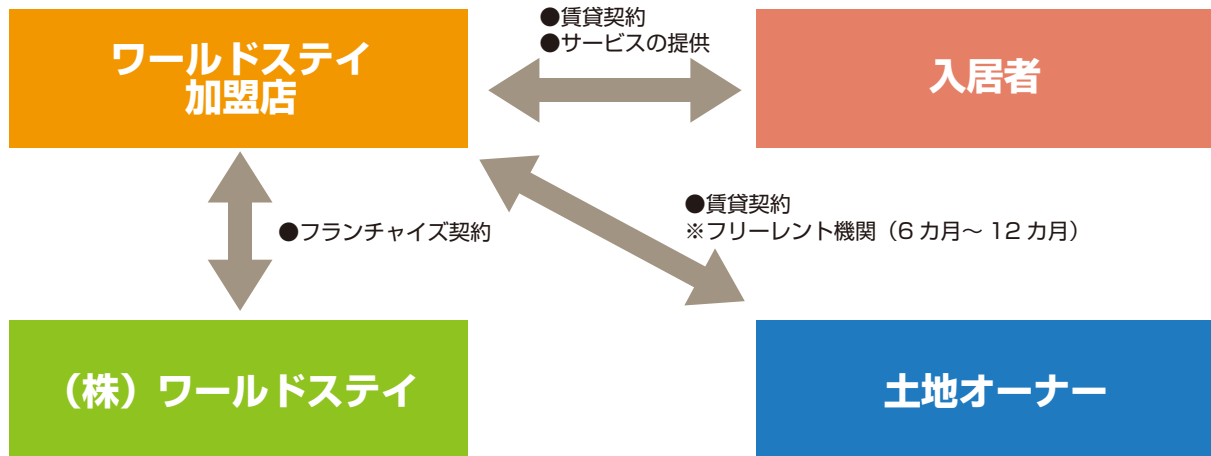 ●賃貸契約
●サービスの提供
ワールドステイ
加盟店
入居者
●フランチャイズ契約
●賃貸契約
※フリーレント機関（6 カ月～ 12 カ月）
（株）ワールドステイ
土地オーナー